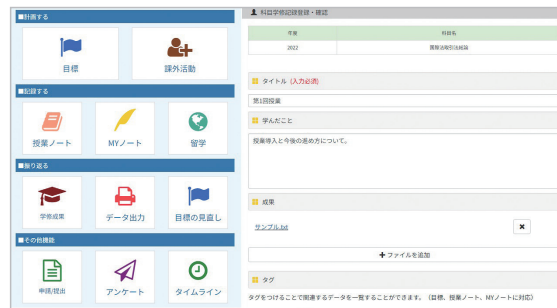 ■計画する
目標
課外活動
■記録する
授業ノート
MYノート
留学
■振り返る
学修成果
データ出力
目標の見直し
■その他機能
申請/提出
アンケート
タイムライン
科目学修記録登録・確認
年度
科目名
2022
国際法取引法総論
タイトル (入力必須)
第1回授業
学んだこと
授業導入と今後の進め方について。
成果
サンプル.txt
✖
+ファイルを追加
タグ
タグをつけることで関連するデータを一覧することができます。(目標、授業ノート、MYノートに対応)